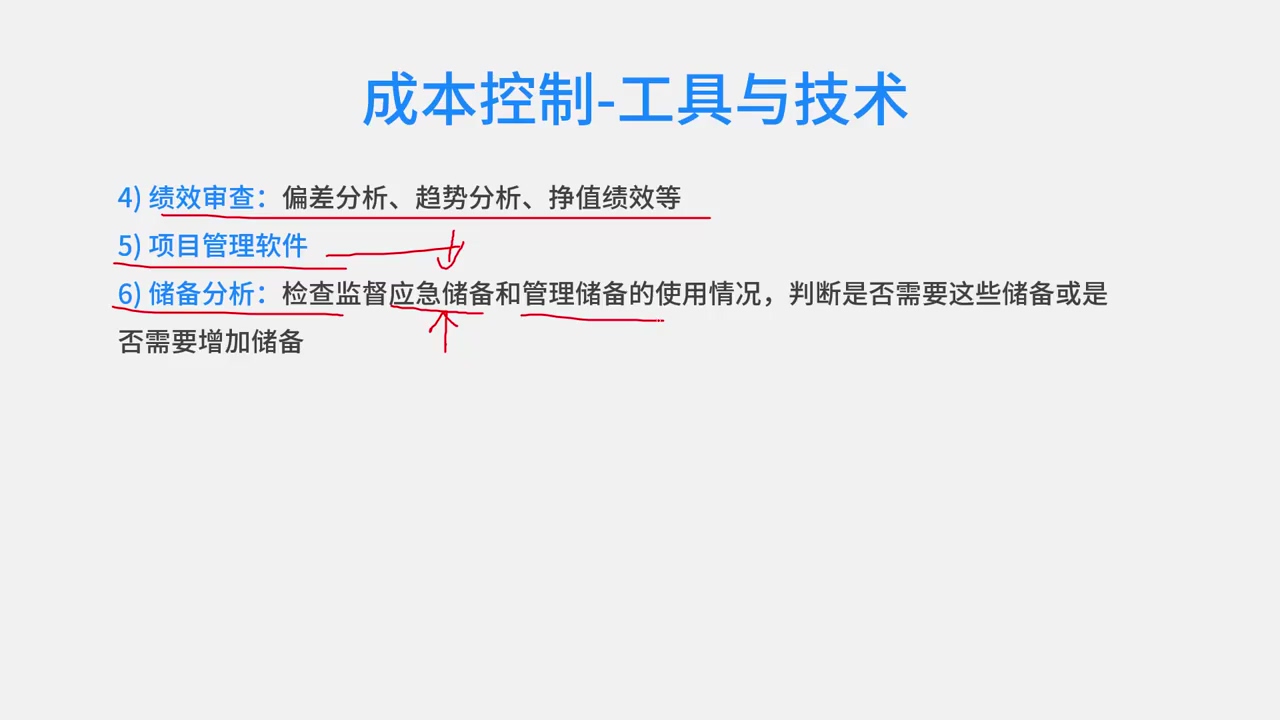 成本控制-工具与技术
4) 绩效审查：偏差分析、趋势分析、挣值绩效等
5) 项目管理软件
6) 储备分析：检查监督应急储备和管理储备的使用情况，判断是否需要这些储备或是
否需要增加储备